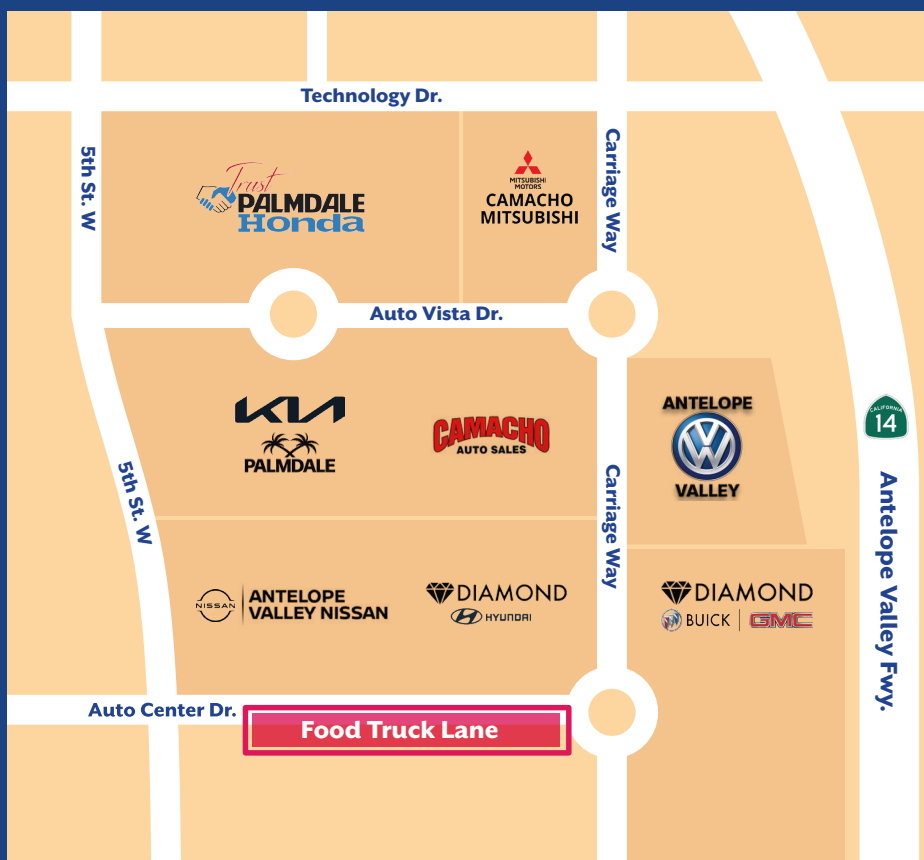 Technology Dr.
5th St. W
Trust
PALMDALE
Honda
MITSUBISHI
MOTORS
CAMACHO
MITSUBISHI
Carriage Way
Auto Vista Dr.
KIA
PALMDALE
CAMACHO
AUTO SALES
ANTELOPE
VW
VALLEY
CALIFORNIA
14
5th St. W
Carriage Way
Antelope Valley Fwy.
NISSAN
ANTELOPE
VALLEY NISSAN
DIAMOND
HYUNDAI
DIAMOND
BUICK GMC
Auto Center Dr.
Food Truck Lane